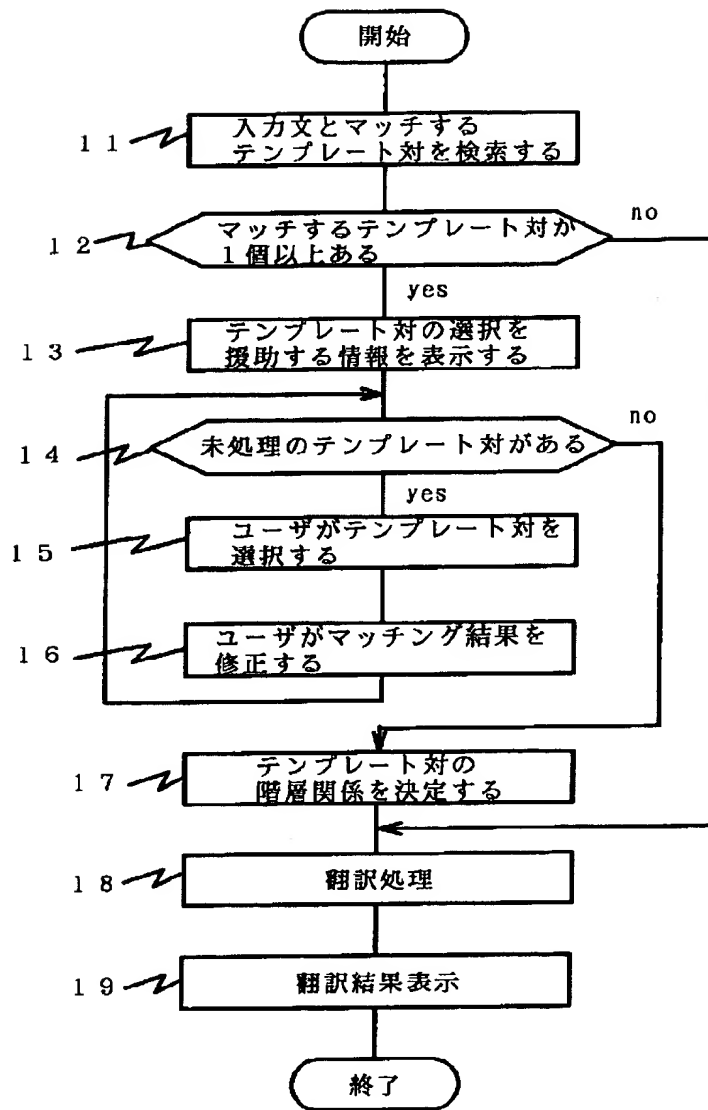 開始
11 入力文とマッチする
テンプレート対を検索する
12 マッチするテンプレート対が no
1個以上ある
yes
13 テンプレート対の選択を
援助する情報を表示する
no
14 未処理のテンプレート対がある
yes
15 ユーザがテンプレート対を
選択する
16 ユーザがマッチング結果を
修正する
17 テンプレート対の
階層関係を決定する
18 翻訳処理
19 翻訳結果表示
終了